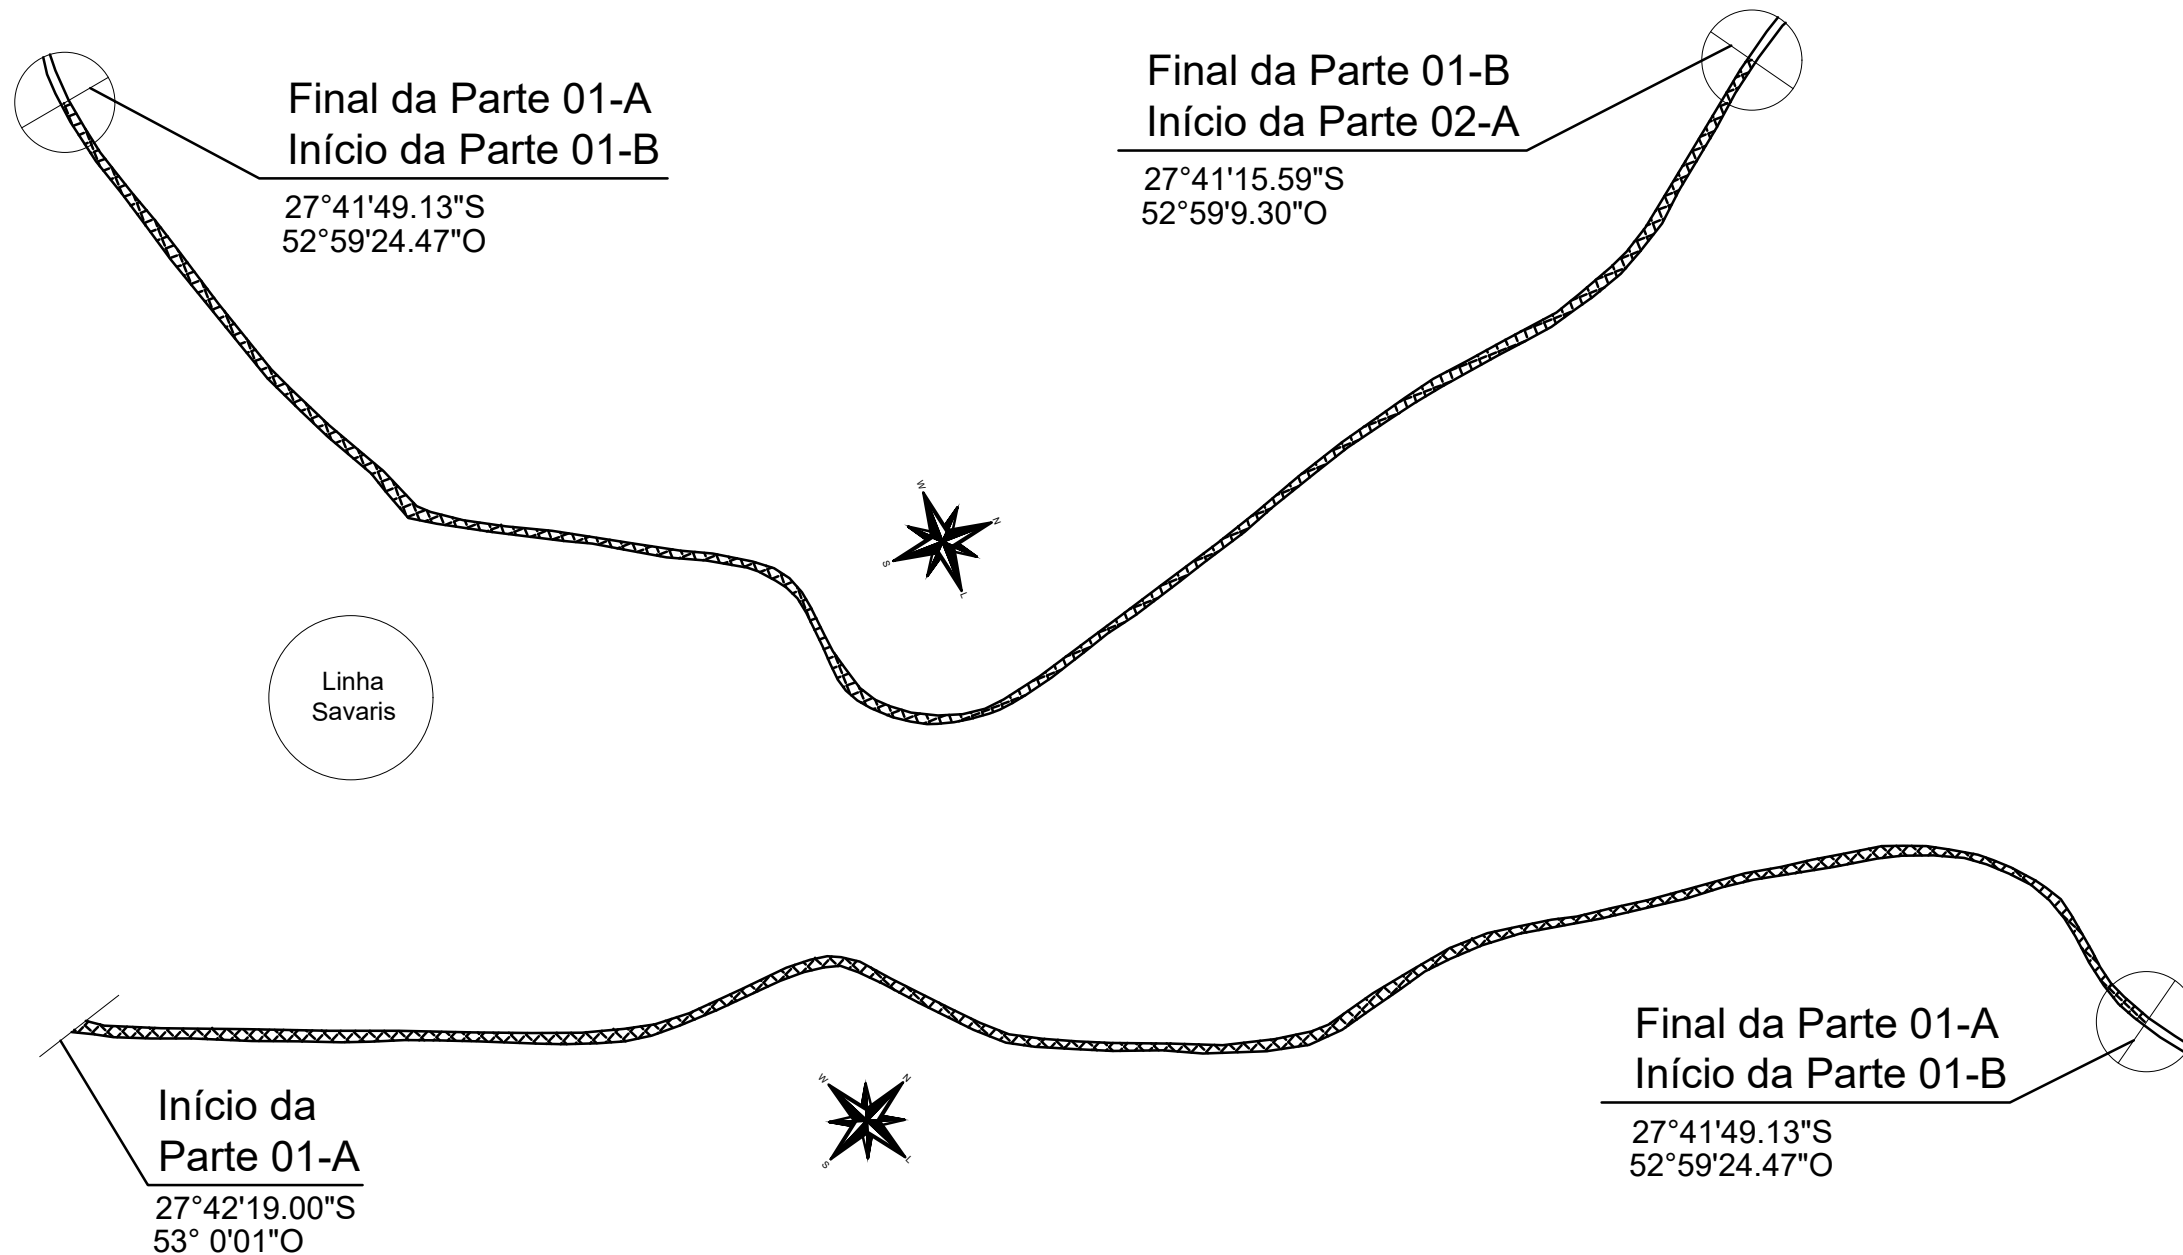 Final da Parte 01-A
Início da Parte 01-B
27°41'49.13"S
52°59'24.47"O
Final da Parte 01-B
Início da Parte 02-A
27°41'15.59"S
52°59'9.30"O
W
N
S
L
Linha
Savaris
Início da
Parte 01-A
27°42'19.00"S
53° 0'01"O
W
N
S
L
Final da Parte 01-A
Início da Parte 01-B
27°41'49.13"S
52°59'24.47"O